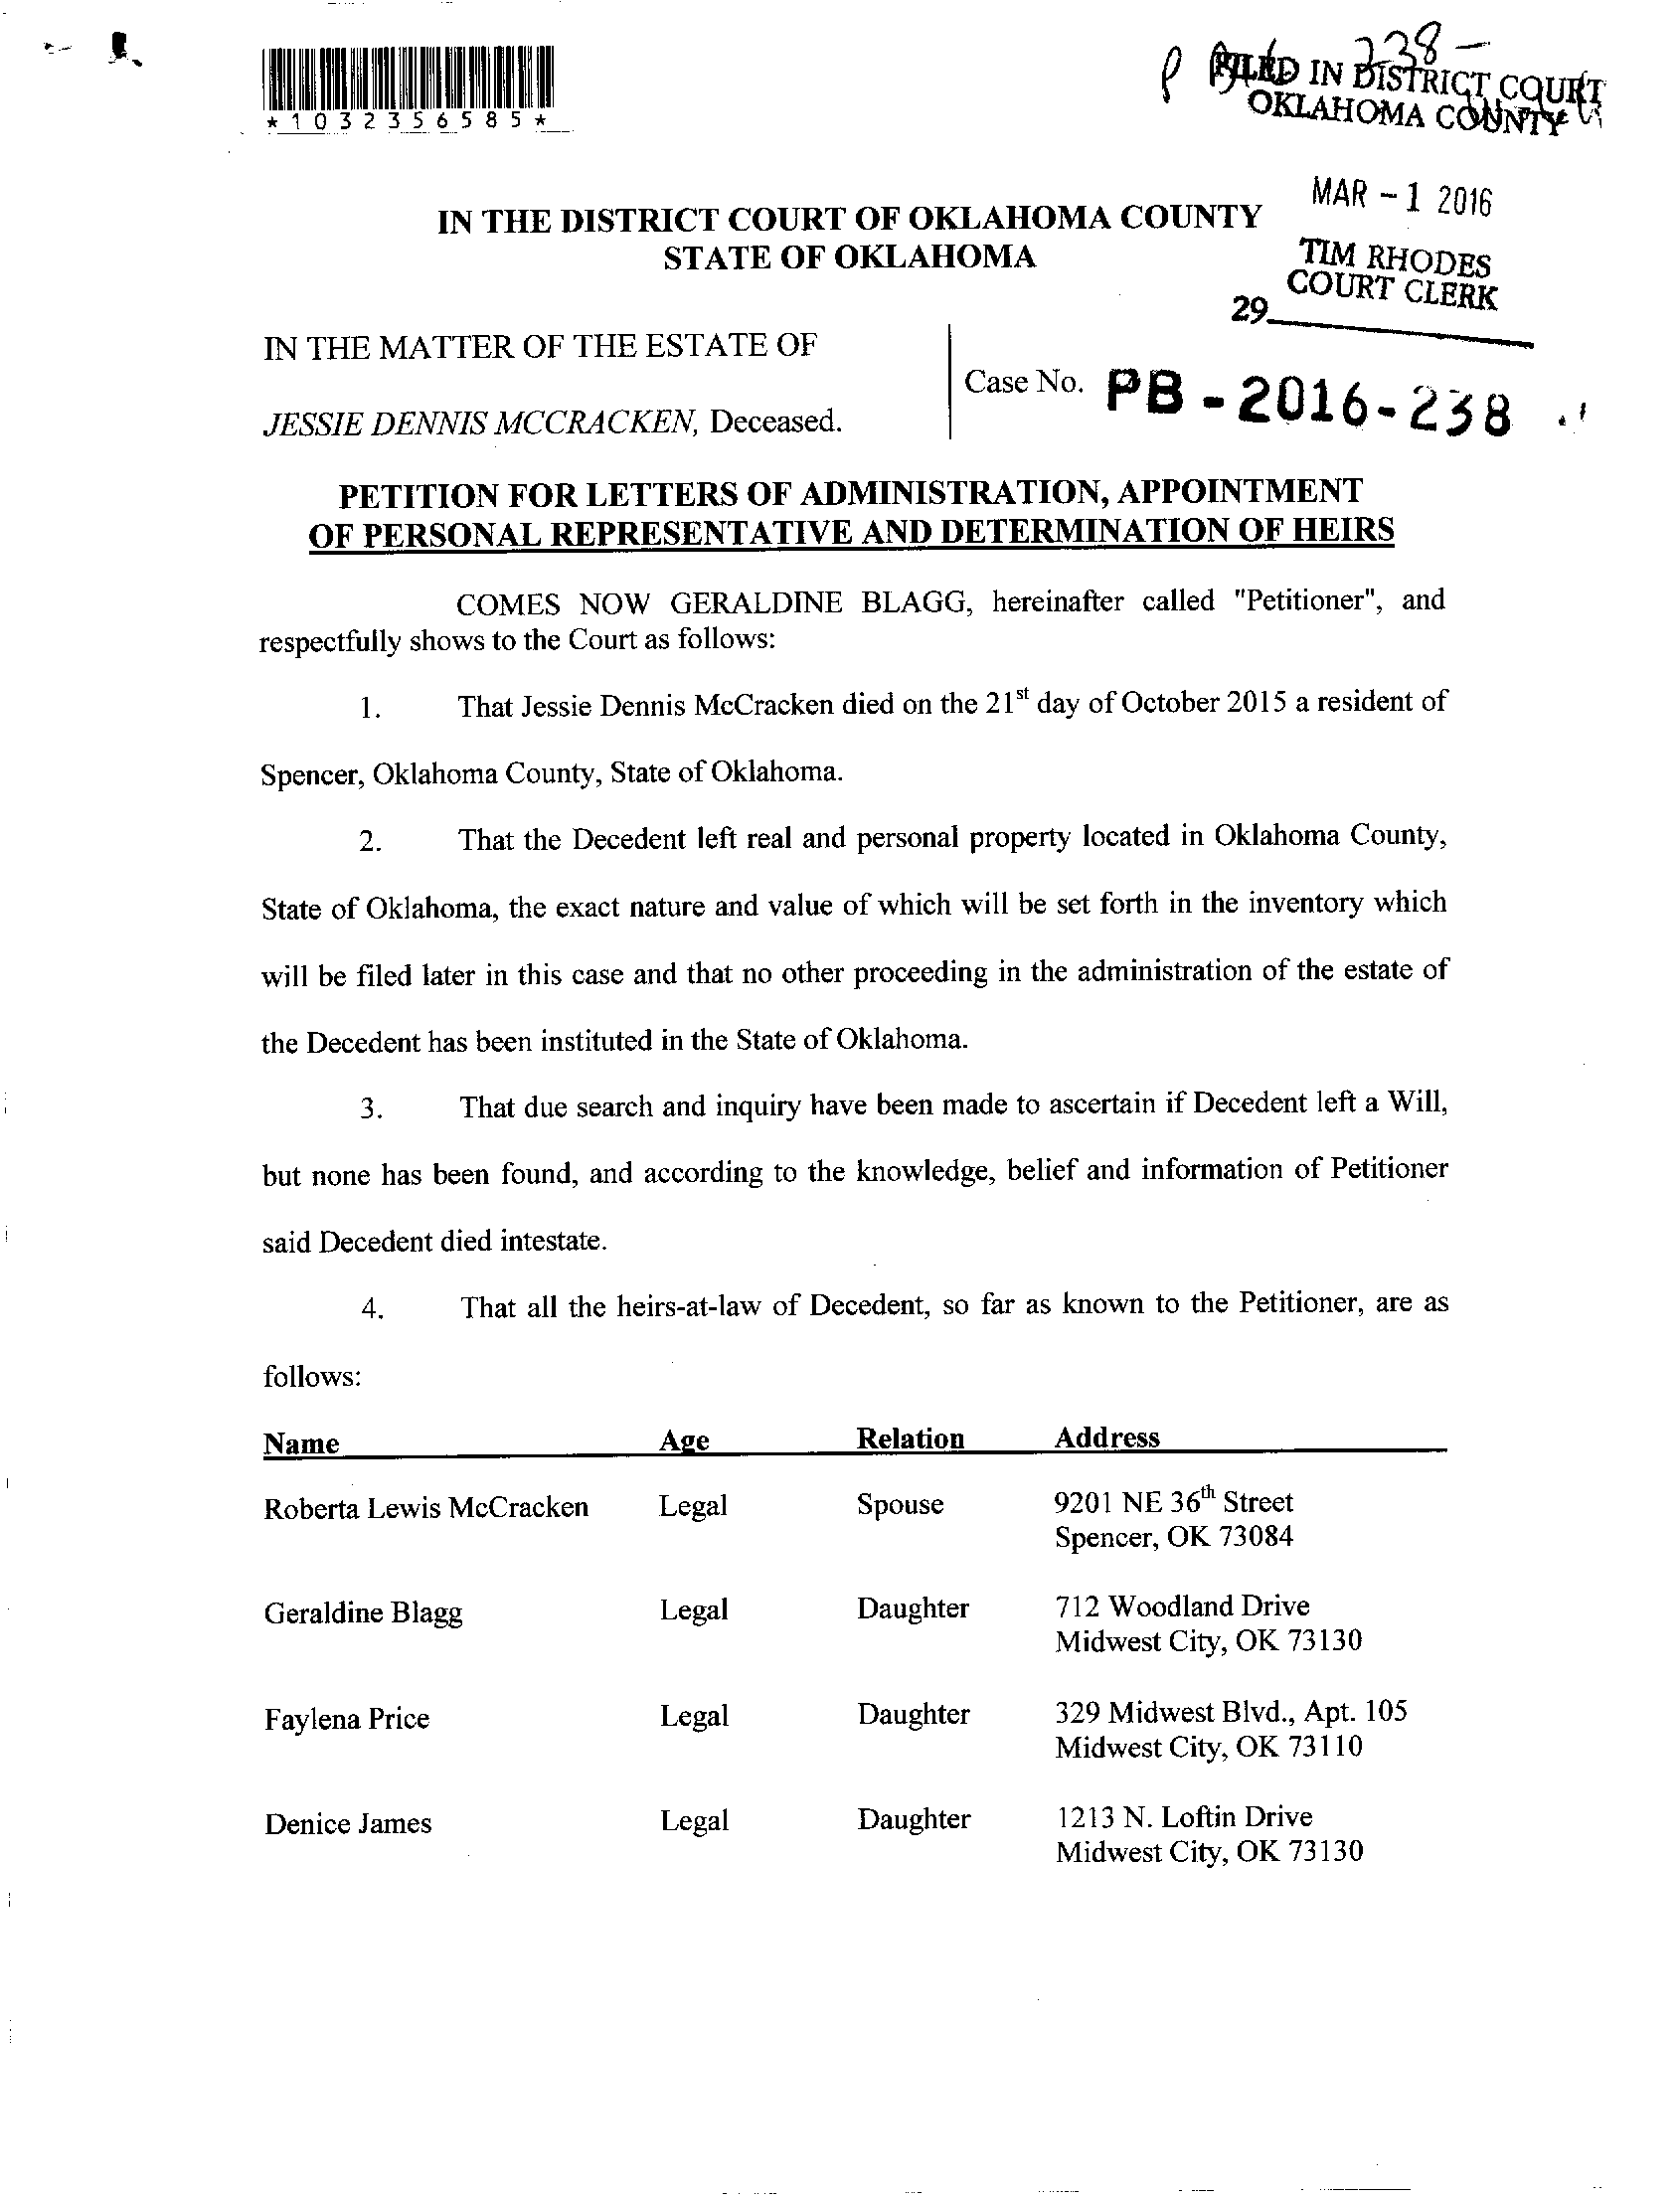 *1032356585*
238-
FILED IN DISTRICT COURT
OKLAHOMA COUNTY
MAR - 1 2016
TIM RHODES
COURT CLERK
29
IN THE DISTRICT COURT OF OKLAHOMA COUNTY
STATE OF OKLAHOMA
IN THE MATTER OF THE ESTATE OF
JESSIE DENNIS MCCRACKEN, Deceased.
Case No. PB-2016-238
PETITION FOR LETTERS OF ADMINISTRATION, APPOINTMENT
OF PERSONAL REPRESENTATIVE AND DETERMINATION OF HEIRS
COMES NOW GERALDINE BLAGG, hereinafter called "Petitioner", and
respectfully shows to the Court as follows:
1. That Jessie Dennis McCracken died on the 21st day of October 2015 a resident of
Spencer, Oklahoma County, State of Oklahoma.
2. That the Decedent left real and personal property located in Oklahoma County,
State of Oklahoma, the exact nature and value of which will be set forth in the inventory which
will be filed later in this case and that no other proceeding in the administration of the estate of
the Decedent has been instituted in the State of Oklahoma.
3. That due search and inquiry have been made to ascertain if Decedent left a Will,
but none has been found, and according to the knowledge, belief and information of Petitioner
said Decedent died intestate.
4. That all the heirs-at-law of Decedent, so far as known to the Petitioner, are as
follows:
Name Age Relation Address
Roberta Lewis McCracken Legal Spouse 9201 NE 36th Street
Spencer, OK 73084
Geraldine Blagg Legal Daughter 712 Woodland Drive
Midwest City, OK 73130
Faylena Price Legal Daughter 329 Midwest Blvd., Apt. 105
Midwest City, OK 73110
Denice James Legal Daughter 1213 N. Loftin Drive
Midwest City, OK 73130